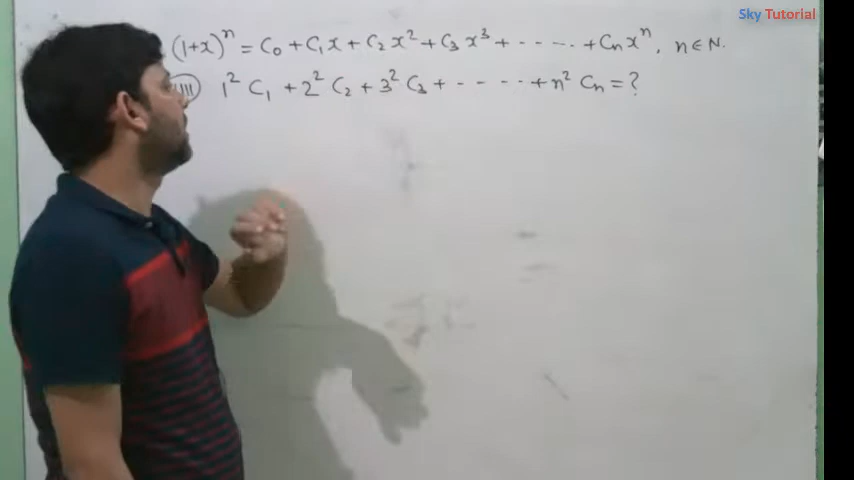 Sky Tutorial
(1+x)^n = C₀ + C₁x + C₂x² + C₃x³ + ------ + Cₙxⁿ, n∈N.
(III) 1² C₁ + 2² C₂ + 3² C₃ + ------ + n² Cₙ = ?